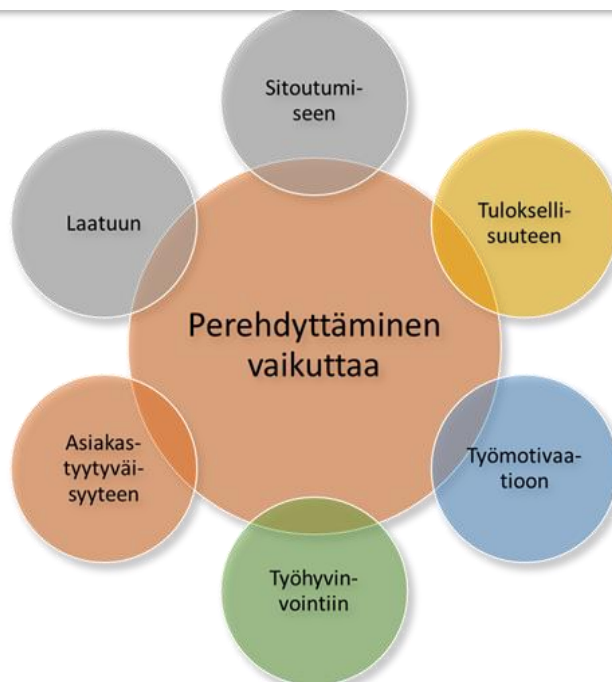 Sitoutumi-
seen
Tulokselli-
suuteen
Työmotivaa-
tioon
Työhyvin-
vointiin
Asiakas-
tyytyväi-
syyteen
Laatuun
Perehdyttäminen
vaikuttaa